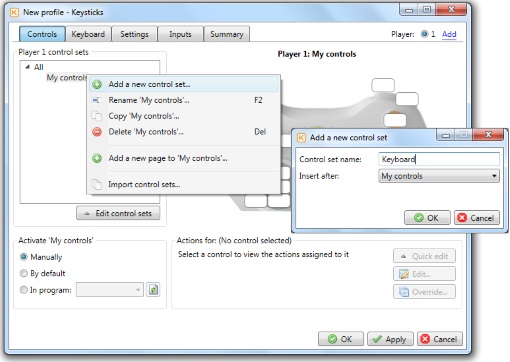 New profile - Keysticks
Controls Keyboard Settings Inputs Summary Player: 1 Add
Player 1 control sets
Player 1: My controls
All
My controls
Add a new control set...
Rename 'My controls'... F2
Copy 'My controls'...
Delete 'My controls'... Del
Add a new page to 'My controls'...
Import control sets...
Edit control sets
Add a new control set
Control set name: Keyboard
Insert after: My controls
OK Cancel
Activate 'My controls'
Manually
By default
In program:
Actions for: (No control selected)
Select a control to view the actions assigned to it
Quick edit
Edit...
Override...
OK Apply Cancel